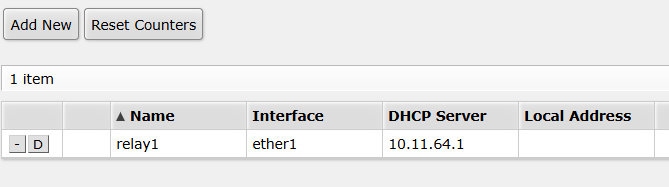 Add New Reset Counters
1 item
▲ Name Interface DHCP Server Local Address
- D relay1 ether1 10.11.64.1